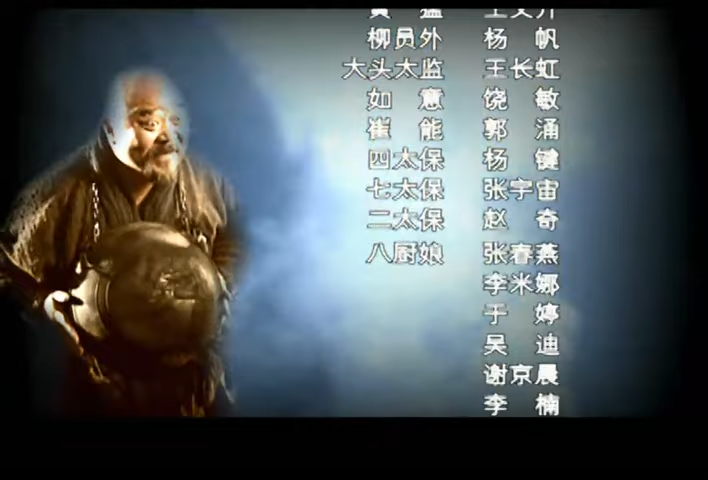 柳员外 杨帆
大头太监 王长虹
如意 饶敏
崔能 郭涌
四太保 杨键
七太保 张宇宙
二太保 赵奇
八厨娘 张春燕
李米娜
于婷
吴迪
谢京晨
李楠